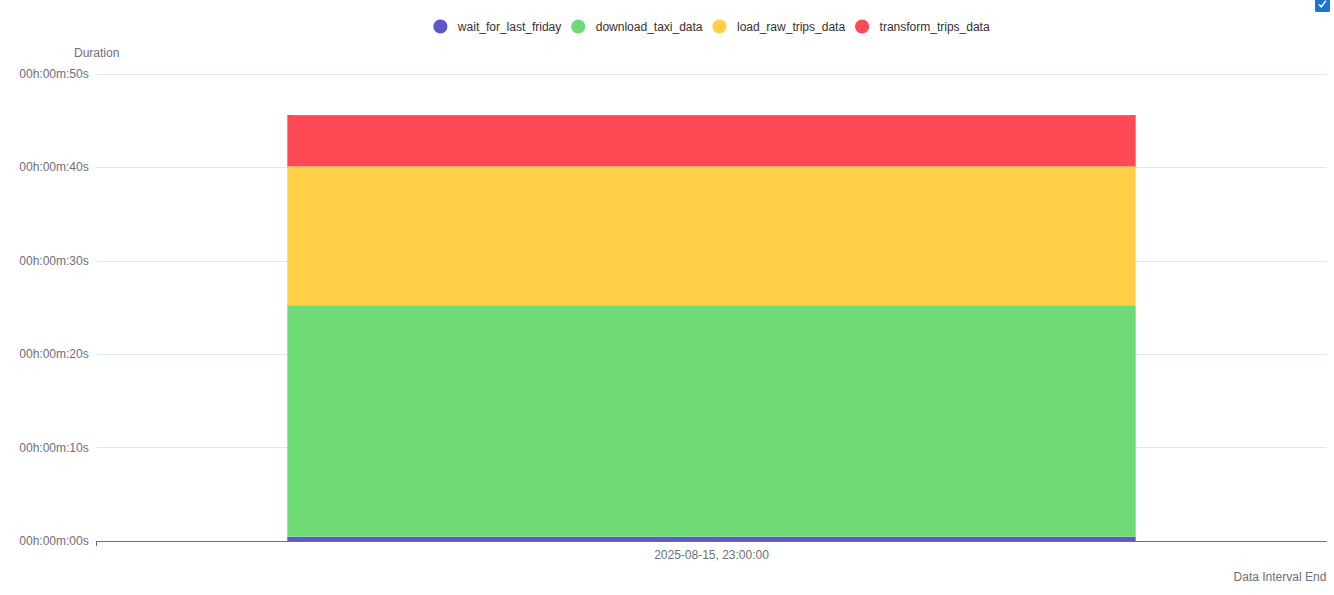 wait_for_last_friday download_taxi_data load_raw_trips_data transform_trips_data
Duration
00h:00m:50s
00h:00m:40s
00h:00m:30s
00h:00m:20s
00h:00m:10s
00h:00m:00s
2025-08-15, 23:00:00
Data Interval End